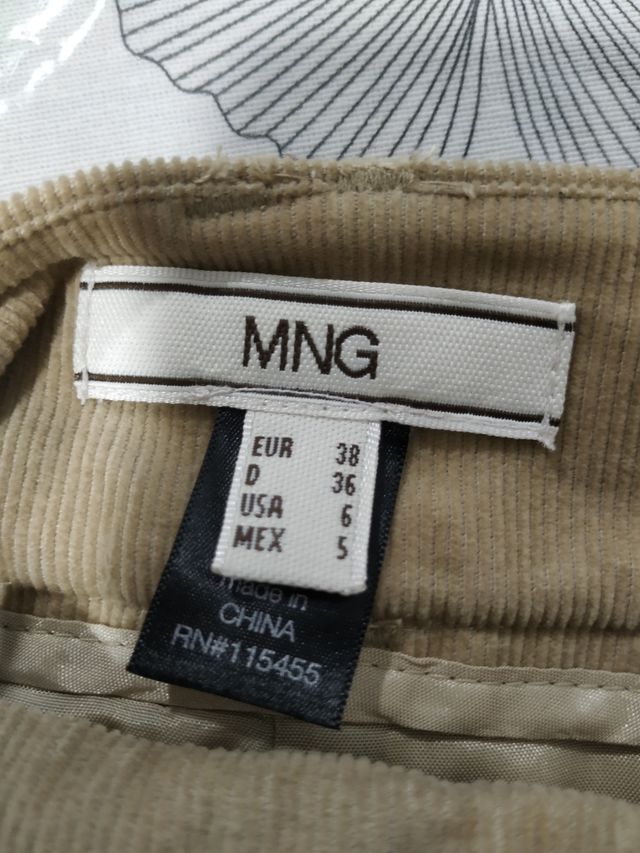 MNG
EUR 38
D 36
USA 6
MEX 5
made in
CHINA
RN#115455